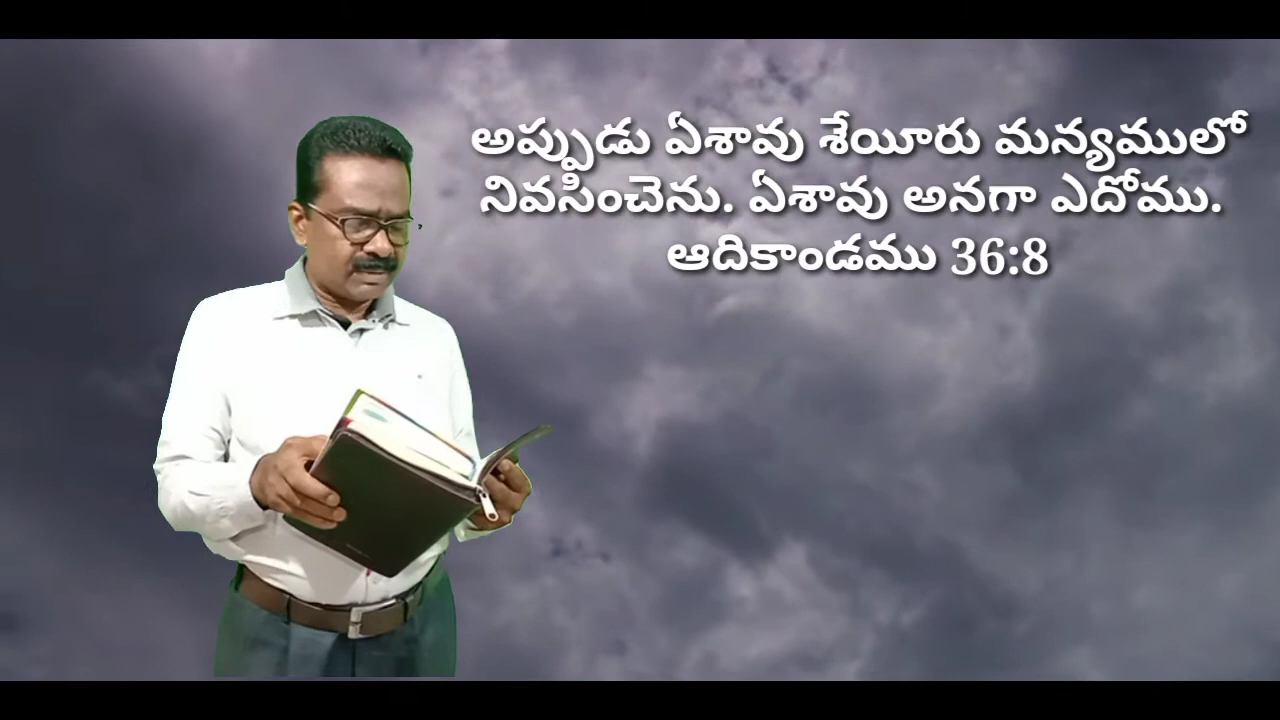 అప్పుడు ఏశావు శేయీరు మన్యములో
నివసించెను. ఏశావు అనగా ఎదోము.
ఆదికాండము 36:8